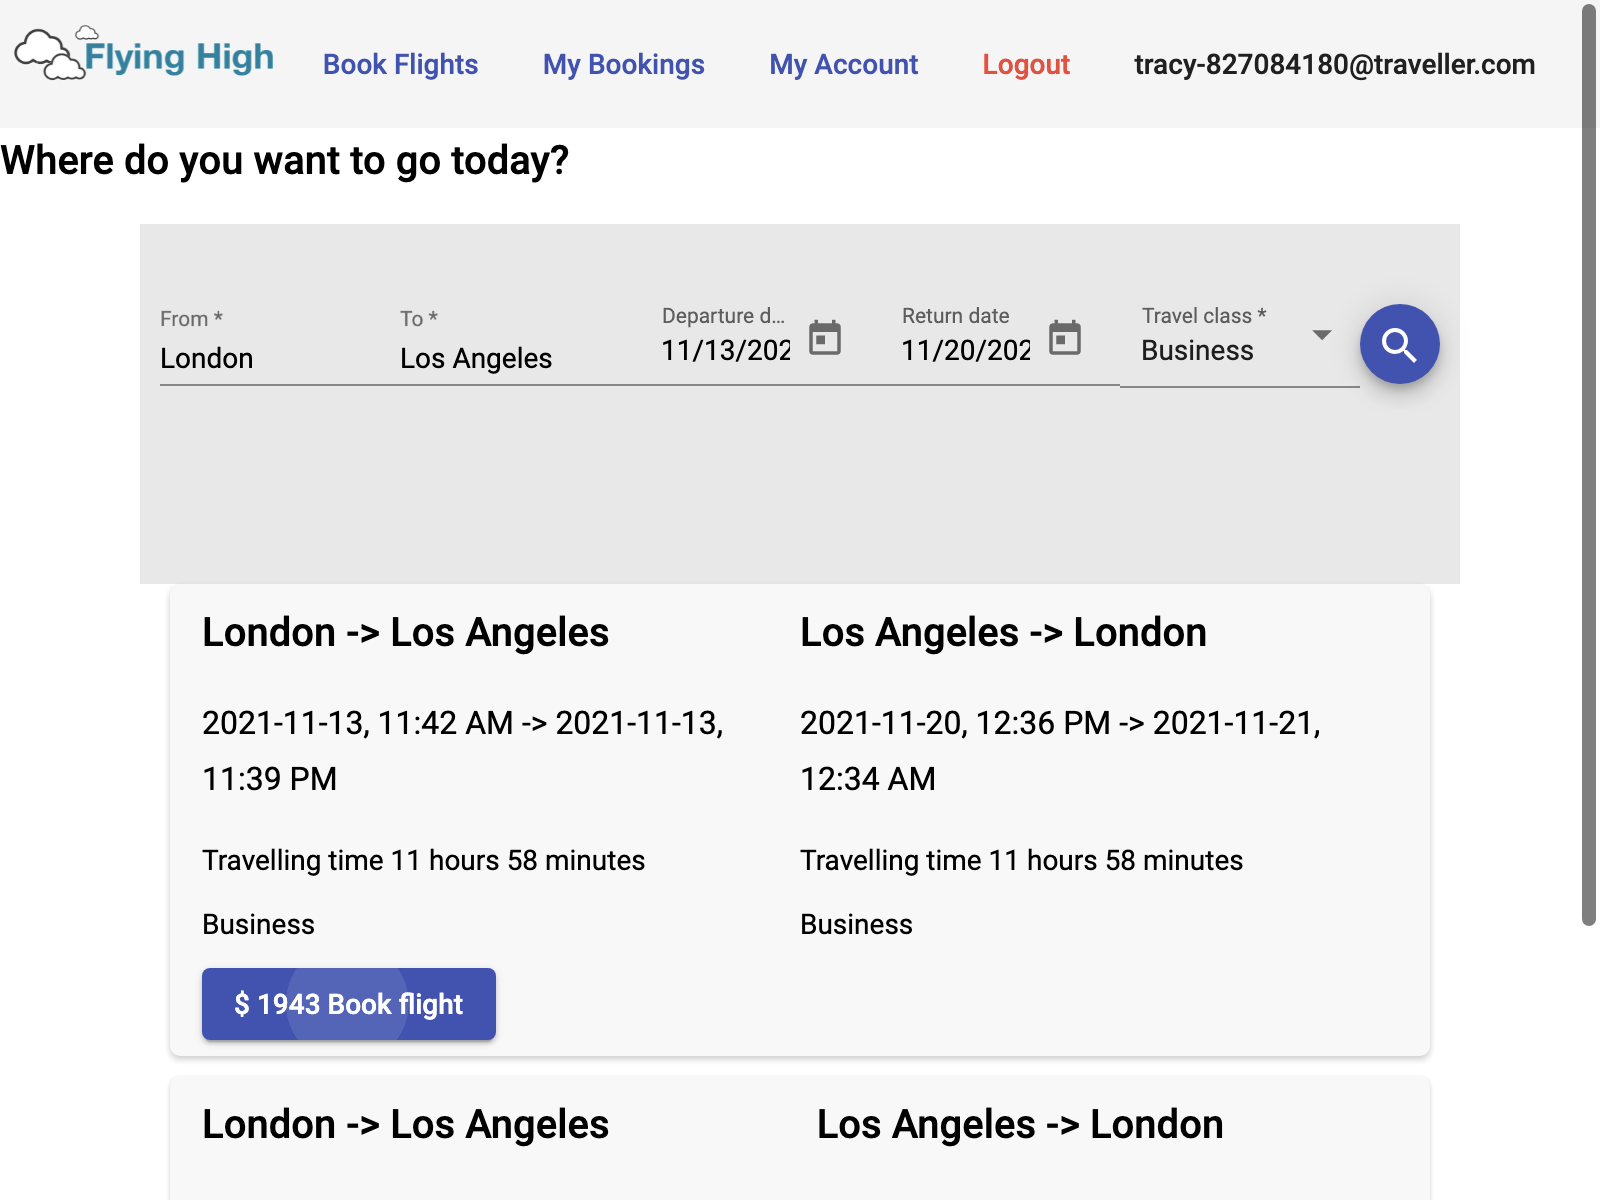 Flying High
Book Flights
My Bookings
My Account
Logout
tracy-827084180@traveller.com
Where do you want to go today?
From *
London
To *
Los Angeles
Departure d...
11/13/202
Return date
11/20/202
Travel class *
Business
London -> Los Angeles
2021-11-13, 11:42 AM -> 2021-11-13,
11:39 PM
Travelling time 11 hours 58 minutes
Business
Los Angeles -> London
2021-11-20, 12:36 PM -> 2021-11-21,
12:34 AM
Travelling time 11 hours 58 minutes
Business
$ 1943 Book flight
London -> Los Angeles
Los Angeles -> London